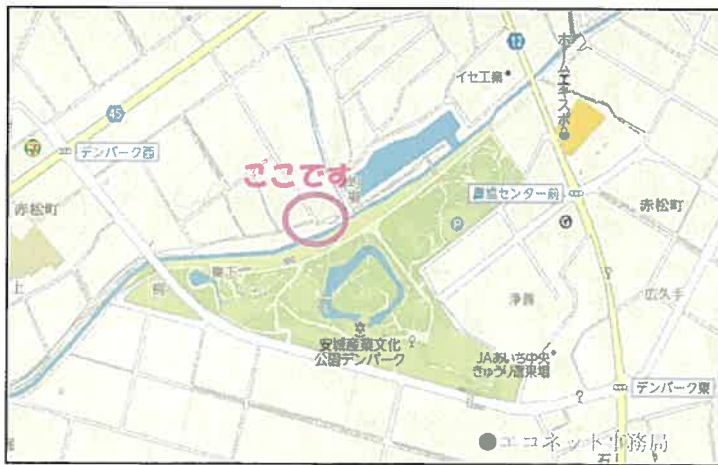 12
ホームエキスポ
イセ工業
45
デンパーク西
ここです
センター前
赤松町
赤松町
P
G
上
広久手
安城産業文化
公園デンパーク
JAあいち中央
きゅうり選果場
デンパーク東
エコネット事務局